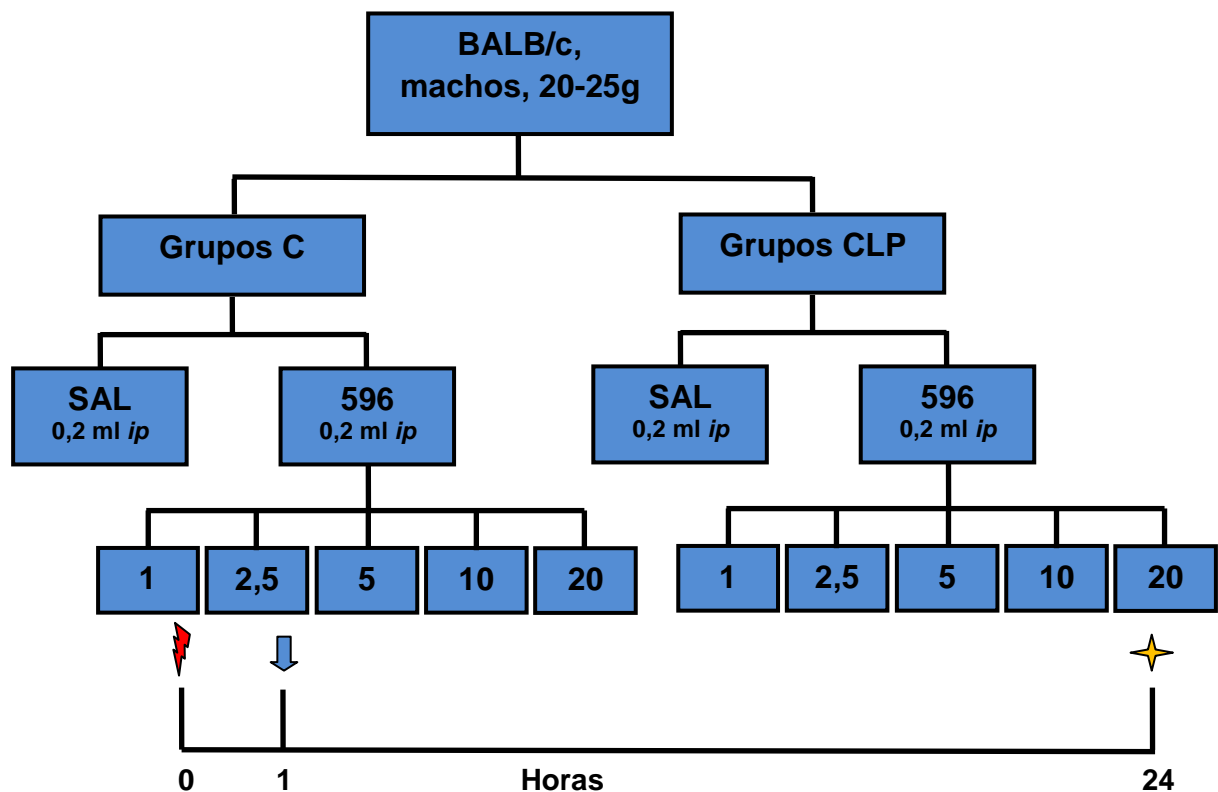 BALB/c,
machos, 20-25g
Grupos C
Grupos CLP
SAL
0,2 ml ip
596
0,2 ml ip
SAL
0,2 ml ip
596
0,2 ml ip
1
2,5
5
10
20
1
2,5
5
10
20
0
1
Horas
24